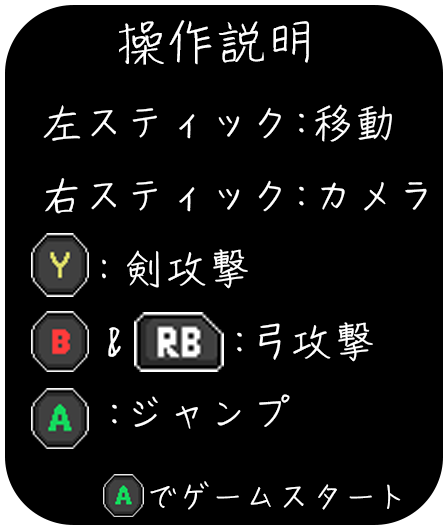 操作説明
左スティック:移動
右スティック:カメラ
Y:剣攻撃
B & RB:弓攻撃
A:ジャンプ
Aでゲームスタート